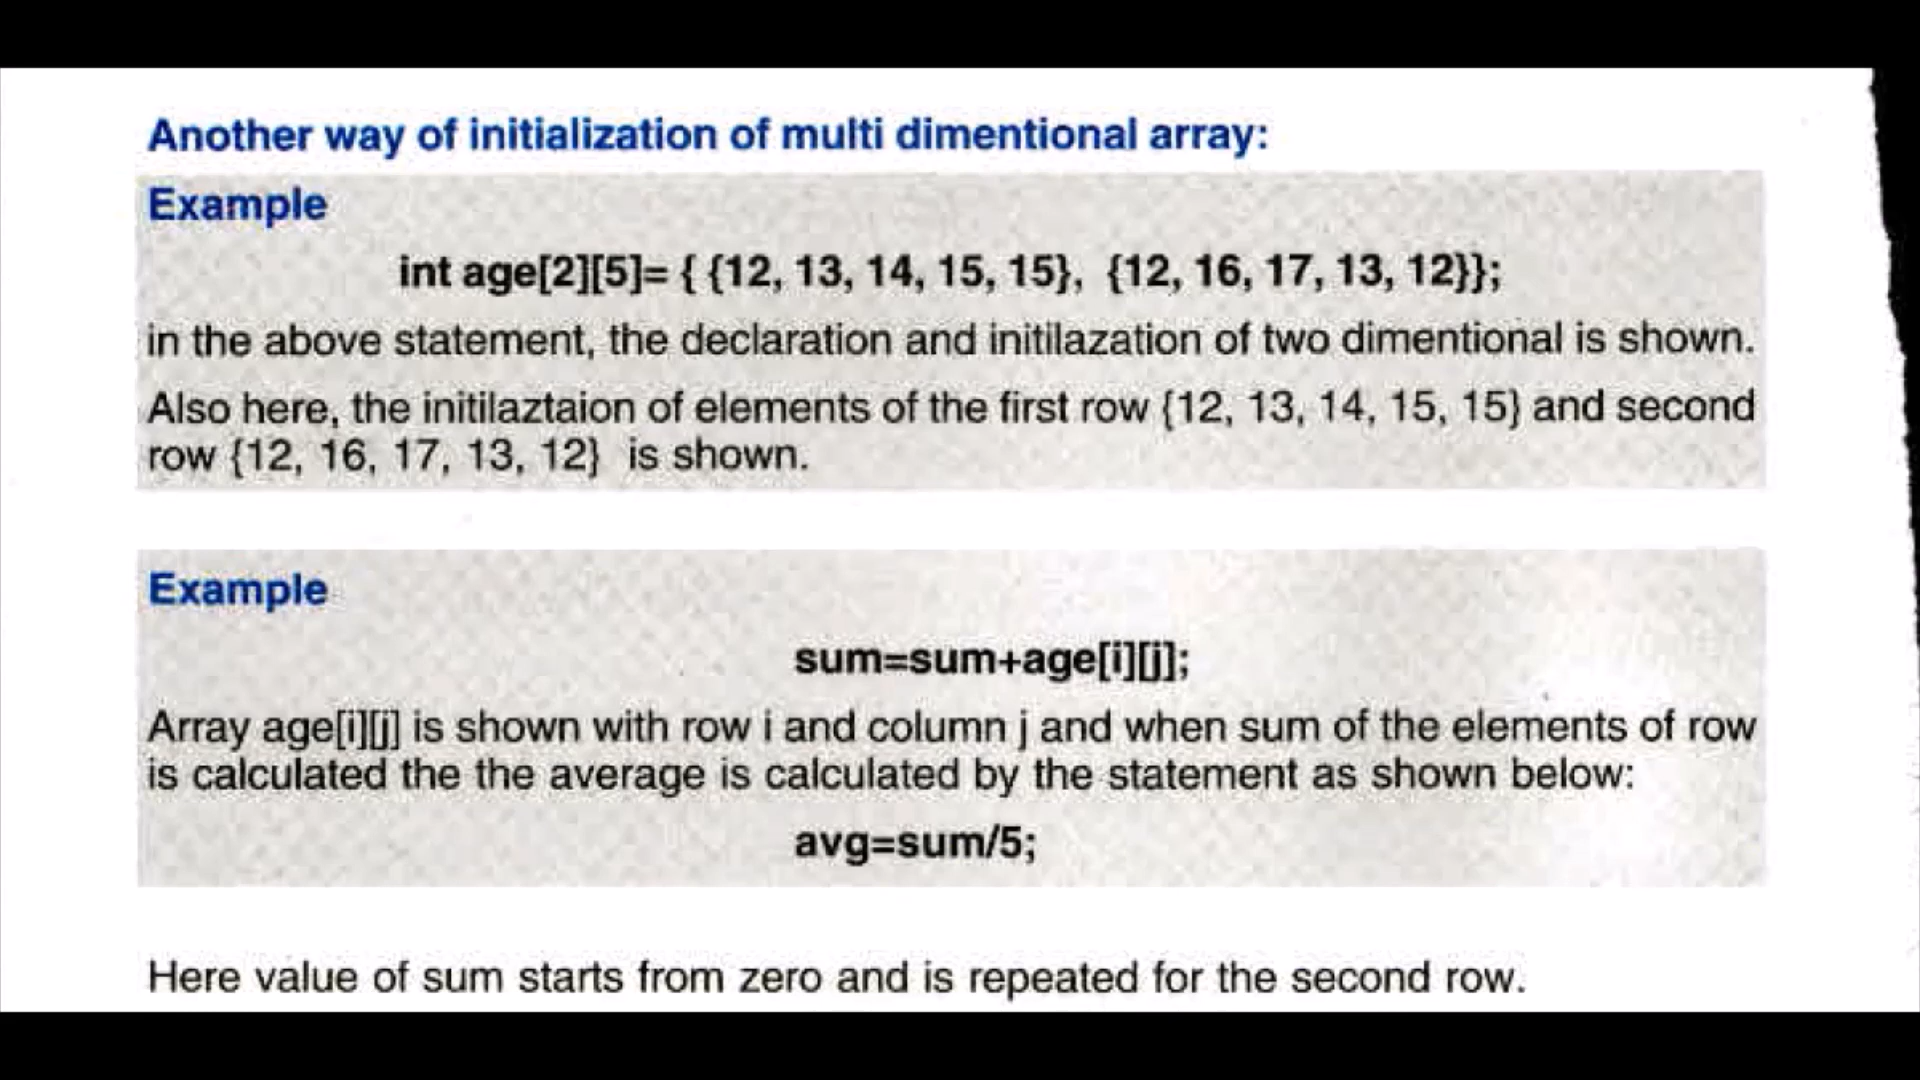 Another way of initialization of multi dimentional array:
Example
int age[2][5]= { {12, 13, 14, 15, 15}, {12, 16, 17, 13, 12}};
in the above statement, the declaration and initilazation of two dimentional is shown.
Also here, the initilaztaion of elements of the first row {12, 13, 14, 15, 15} and second
row {12, 16, 17, 13, 12} is shown.
Example
sum=sum+age[i][j];
Array age[i][j] is shown with row i and column j and when sum of the elements of row
is calculated the the average is calculated by the statement as shown below:
avg=sum/5;
Here value of sum starts from zero and is repeated for the second row.